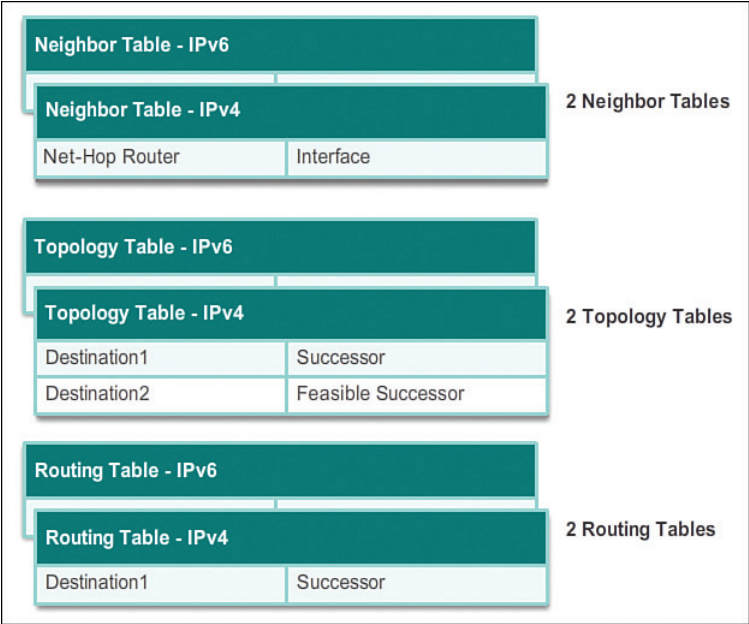 Neighbor Table - IPv6
Neighbor Table - IPv4
2 Neighbor Tables
Net-Hop Router
Interface
Topology Table - IPv6
Topology Table - IPv4
2 Topology Tables
Destination1
Successor
Destination2
Feasible Successor
Routing Table - IPv6
Routing Table - IPv4
2 Routing Tables
Destination1
Successor